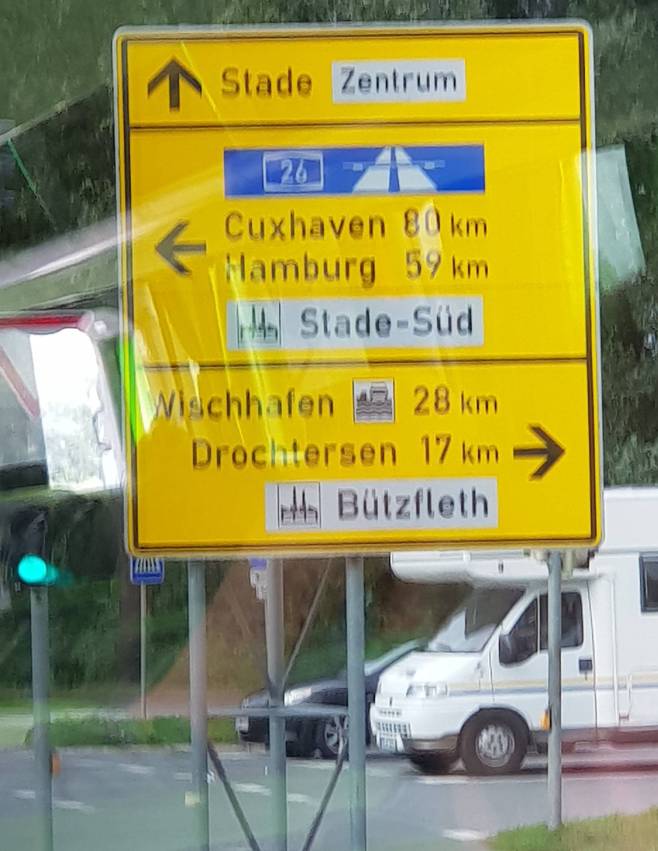 Stade Zentrum
26
Cuxhaven 80 km
Hamburg 59 km
Stade-Süd
Wischhafen 28 km
Drochtersen 17 km
Bützfleth